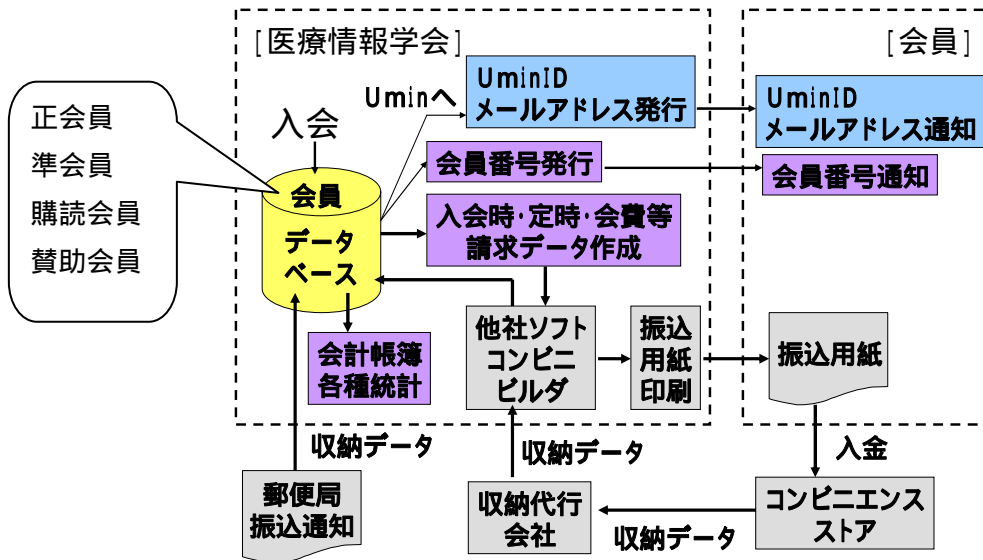 [医療情報学会]
[会員]
正会員
準会員
購読会員
賛助会員
入会
Uminへ
UminID
メールアドレス発行
UminID
メールアドレス通知
会員番号発行
会員番号通知
会員
データ
ベース
入会時・定時・会費等
請求データ作成
会計帳簿
各種統計
他社ソフト
コンビニ
ビルダ
振込
用紙
印刷
振込用紙
収納データ
収納データ
入金
郵便局
振込通知
収納代行
会社
収納データ
コンビニエンス
ストア